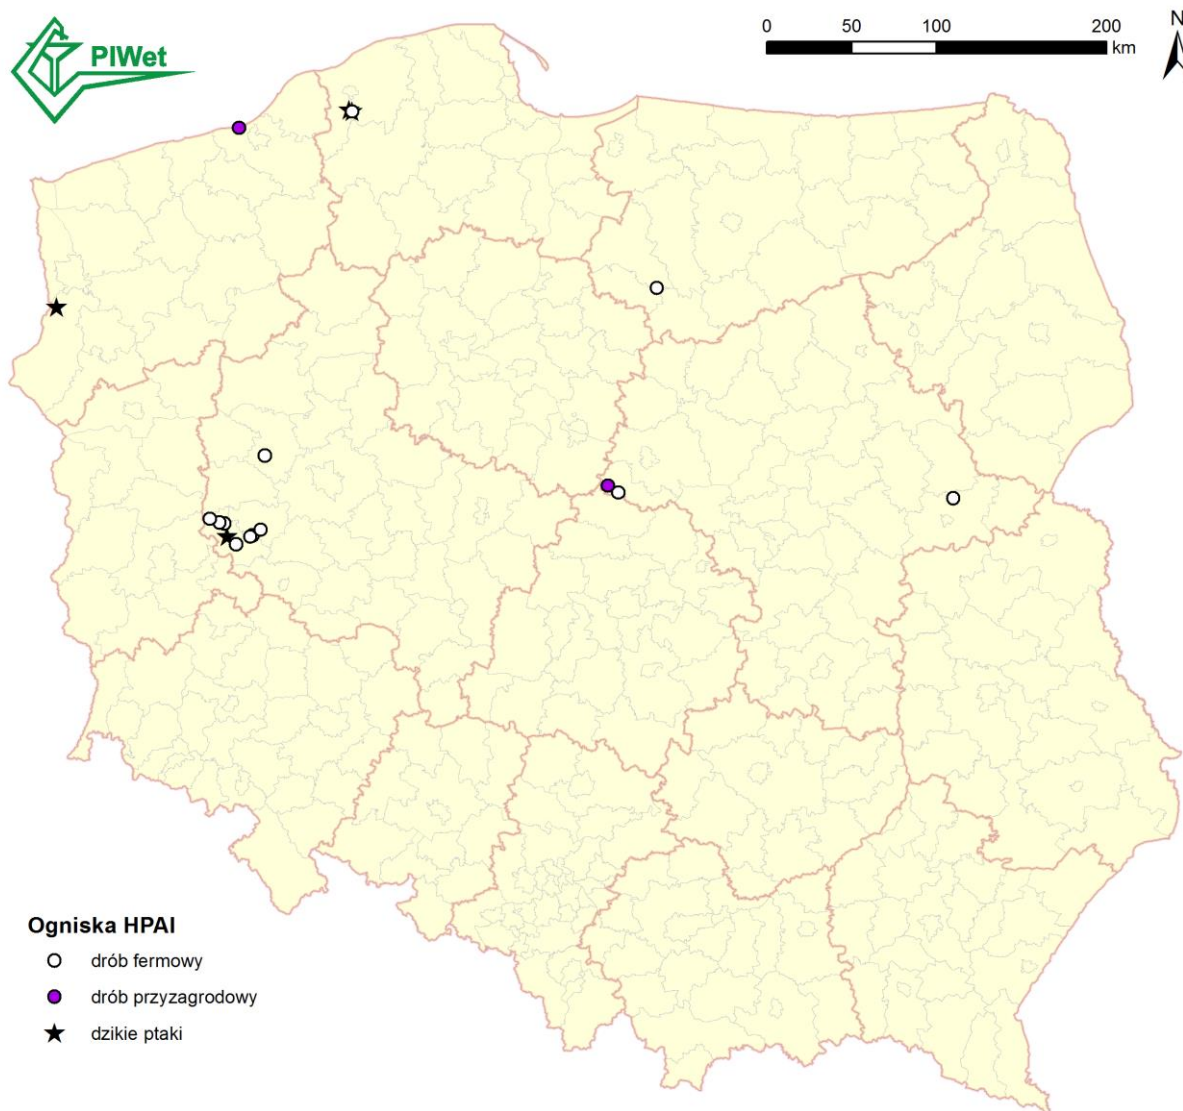 PIWet
0 50 100 200
km
N
Ogniska HPAI
drób fermowy
drób przyzagrodowy
dzikie ptaki